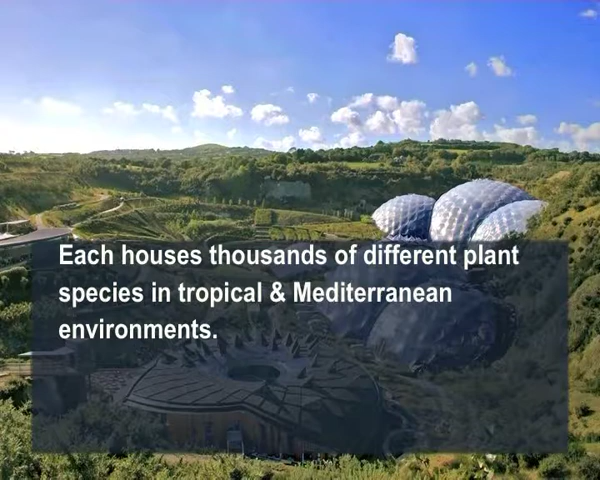 Each houses thousands of different plant
species in tropical & Mediterranean
environments.